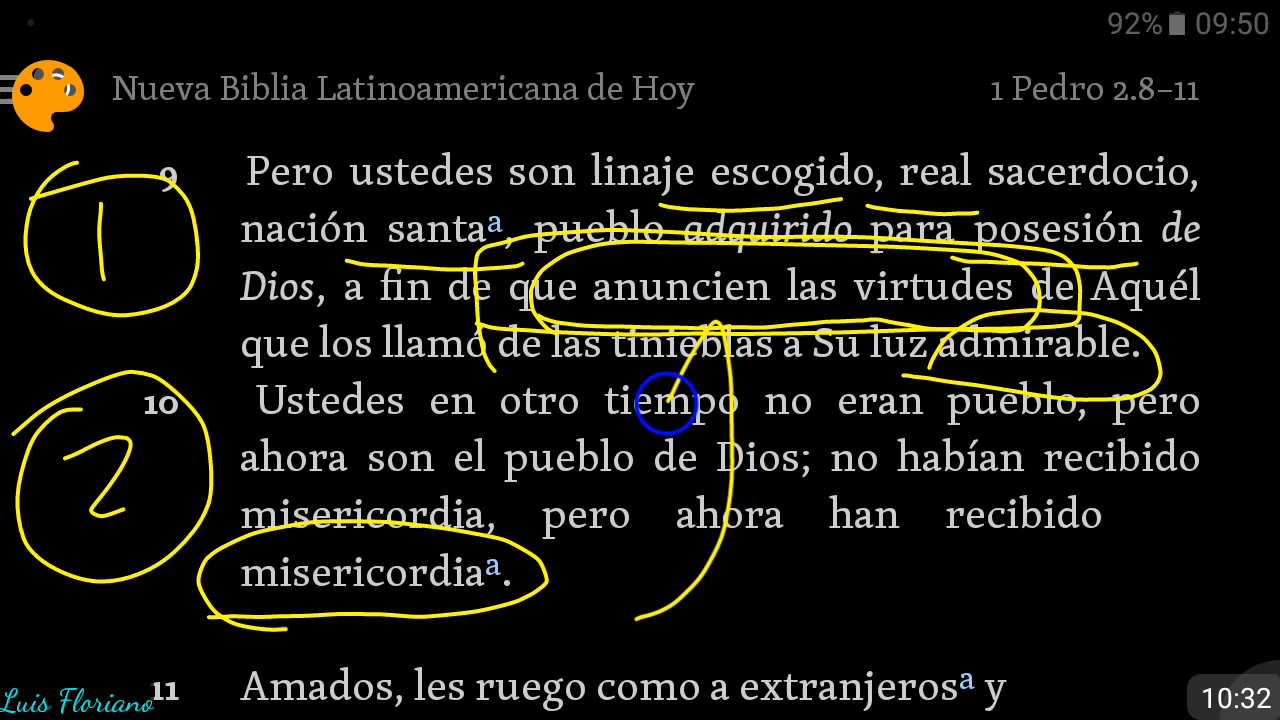 92% 09:50
Nueva Biblia Latinoamericana de Hoy 1 Pedro 2.8–11
9 Pero ustedes son linaje escogido, real sacerdocio,
nación santaª, pueblo adquirido para posesión de
Dios, a fin de que anuncien las virtudes de Aquél
que los llamó de las tinieblas a Su luz admirable.
10 Ustedes en otro tiempo no eran pueblo, pero
ahora son el pueblo de Dios; no habían recibido
misericordia, pero ahora han recibido
misericordiaª.
11 Amados, les ruego como a extranjerosª y
1
2
Luis Floriano
10:32